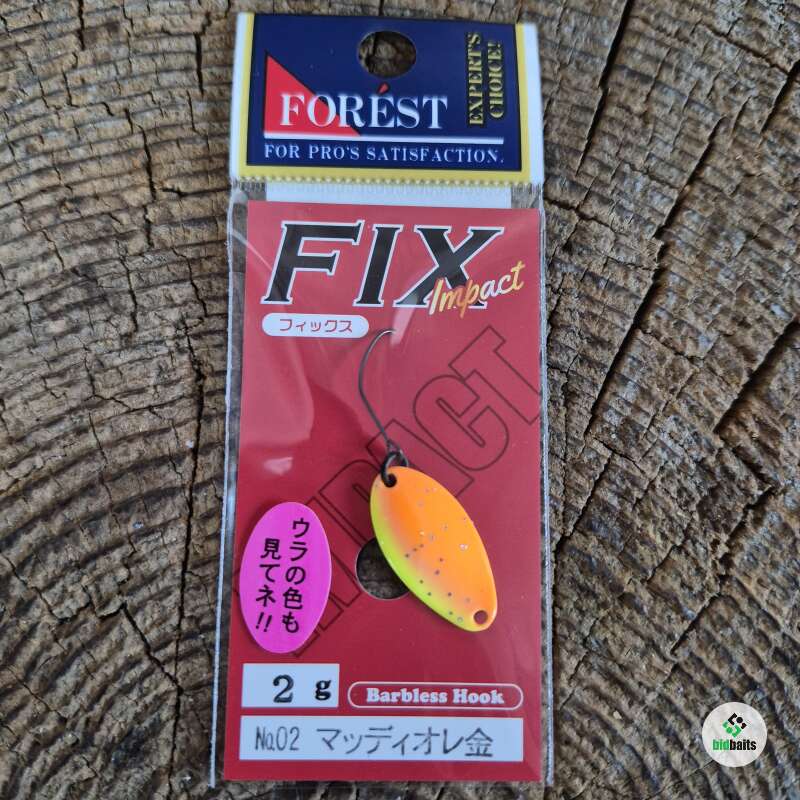 FORÉST
EXPERT'S
CHOICE!
FOR PRO'S SATISFACTION.
FIX
Impact
フィックス
IMPACT
ウラの色も
見てネ!!
2 g
Barbless Hook
No.02 マッディオレ金
bidbaits